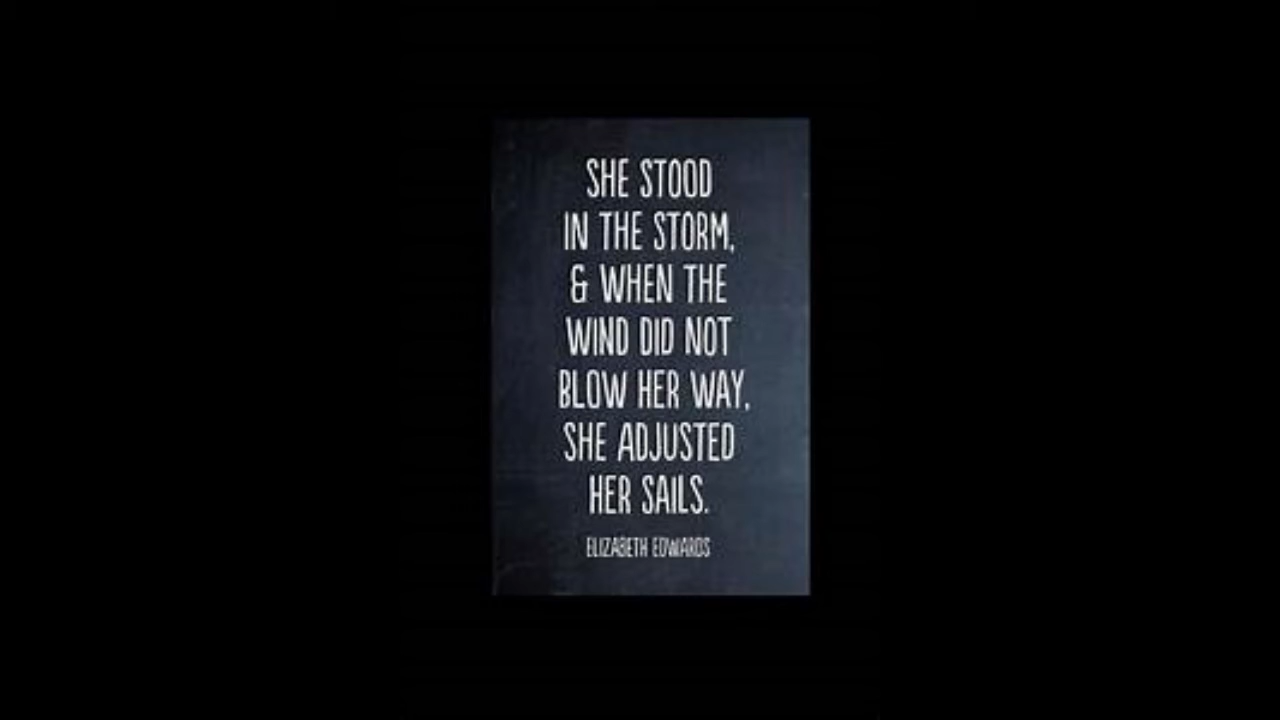 SHE STOOD
IN THE STORM,
& WHEN THE
WIND DID NOT
BLOW HER WAY,
SHE ADJUSTED
HER SAILS.
ELIZABETH EDWARDS